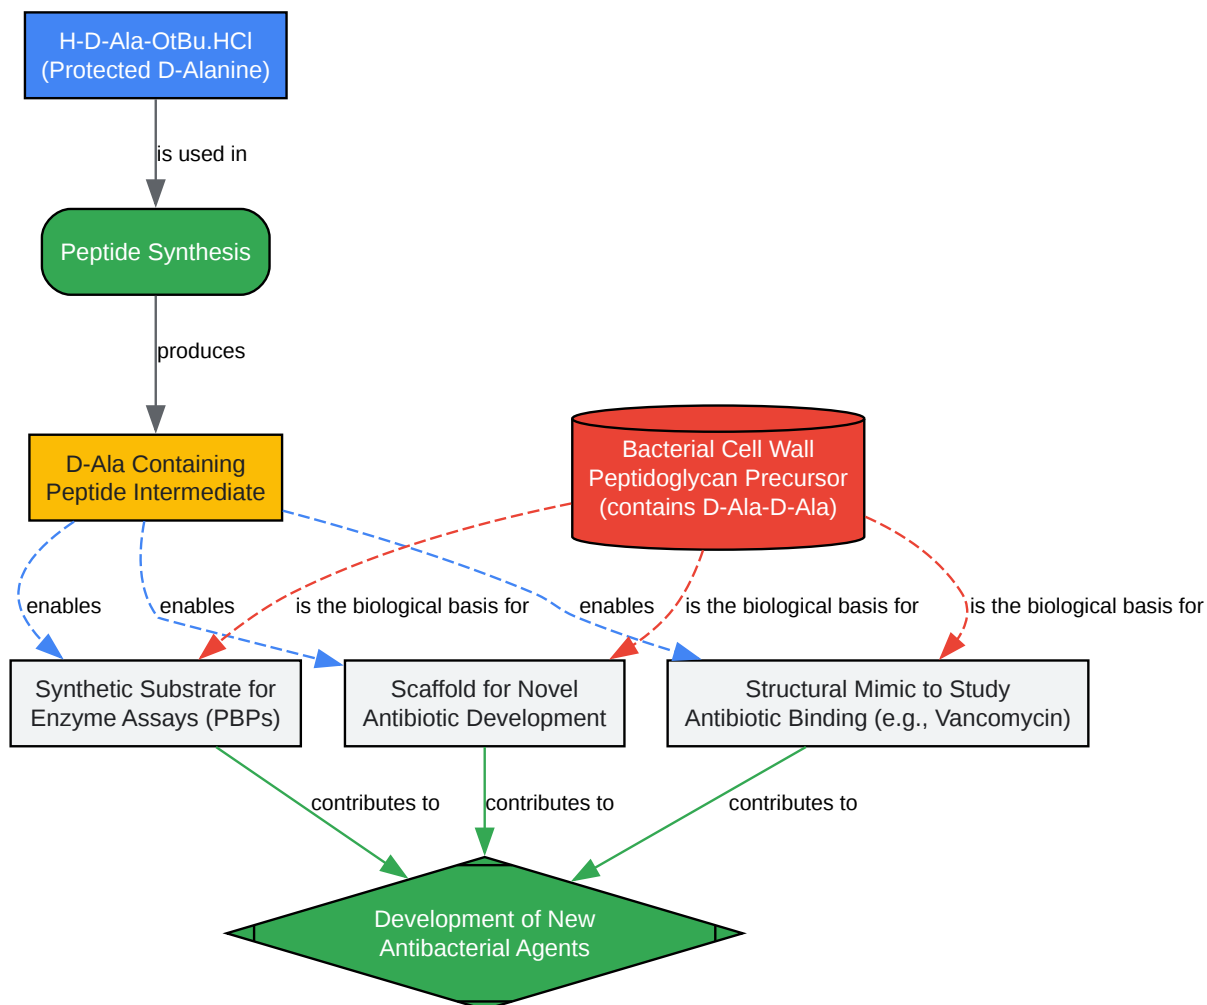 H-D-Ala-OtBu.HCl
(Protected D-Alanine)
is used in
Peptide Synthesis
produces
D-Ala Containing
Peptide Intermediate
Bacterial Cell Wall
Peptidoglycan Precursor
(contains D-Ala-D-Ala)
enables
enables
is the biological basis for
enables
is the biological basis for
is the biological basis for
Synthetic Substrate for
Enzyme Assays (PBPs)
Scaffold for Novel
Antibiotic Development
Structural Mimic to Study
Antibiotic Binding (e.g., Vancomycin)
contributes to
contributes to
contributes to
Development of New
Antibacterial Agents